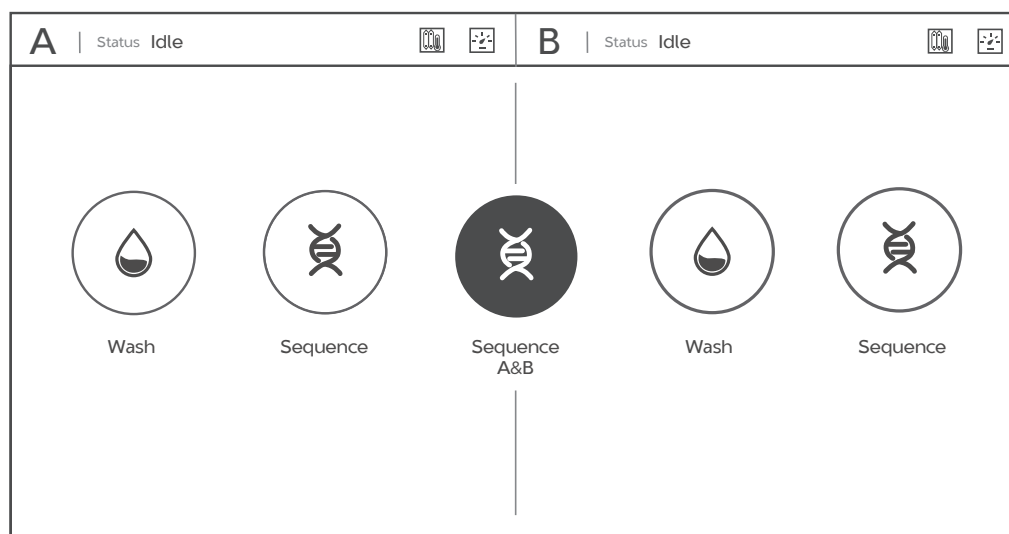 A Status Idle
B Status Idle
Wash
Sequence
Sequence
A&B
Wash
Sequence